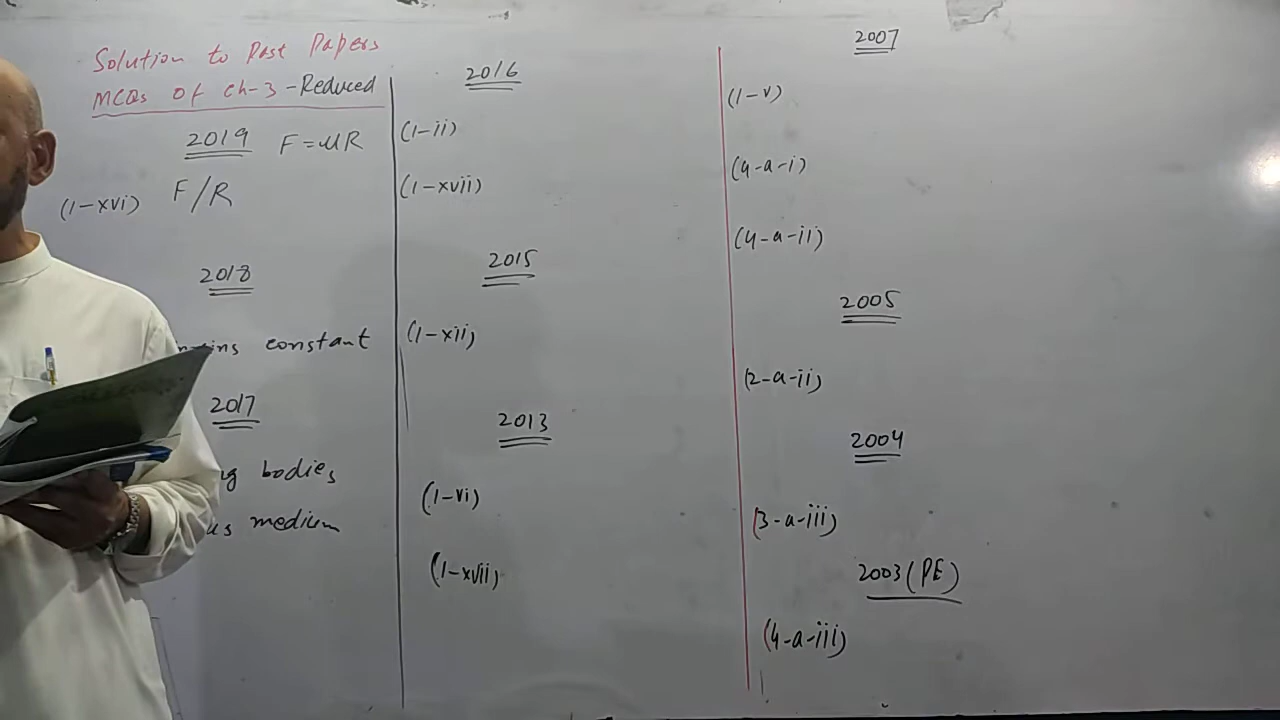 Solution to Past Papers
MCQs Of Ch-3-Reduced
2019 F=μR
(1-xvi) F/R
2018
constant
2017
bodies
medium
2016
(1-ii)
(1-xvii)
2015
(1-xii)
2013
(1-vi)
(1-xvii)
2007
(1-v)
(4-a-i)
(4-a-ii)
2005
(2-a-ii)
2004
(3-a-iii)
2003(PE)
(4-a-iii)